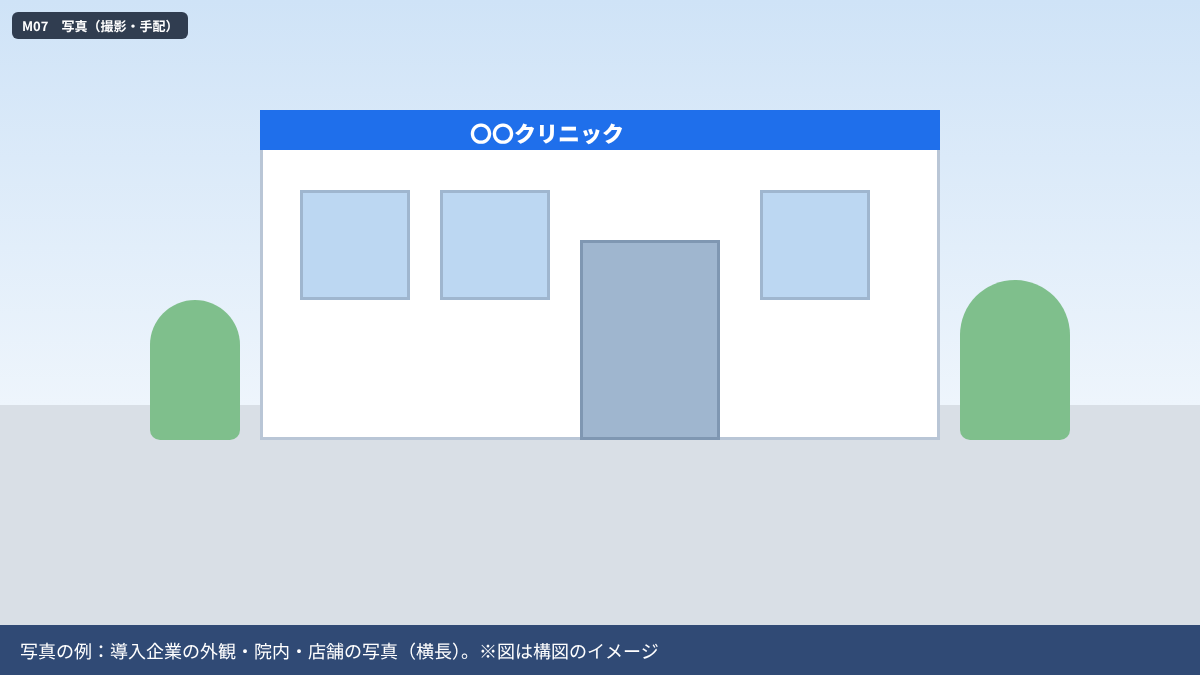 M07　写真（撮影・手配）
〇〇クリニック
写真の例：導入企業の外観・院内・店舗の写真（横長）。※図は構図のイメージ